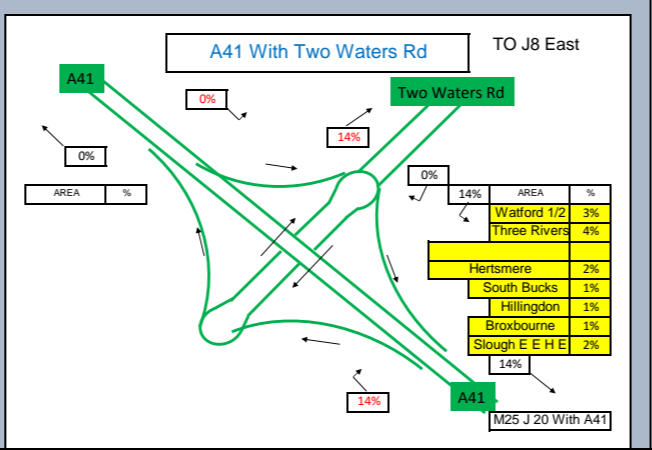 A41 With Two Waters Rd
TO J8 East
A41
0%
Two Waters Rd
14%
0%
0%
AREA %
14% AREA %
Watford 1/2 3%
Three Rivers 4%
Hertsmere 2%
South Bucks 1%
Hillingdon 1%
Broxbourne 1%
Slough E E H E 2%
14%
14%
A41
M25 J 20 With A41